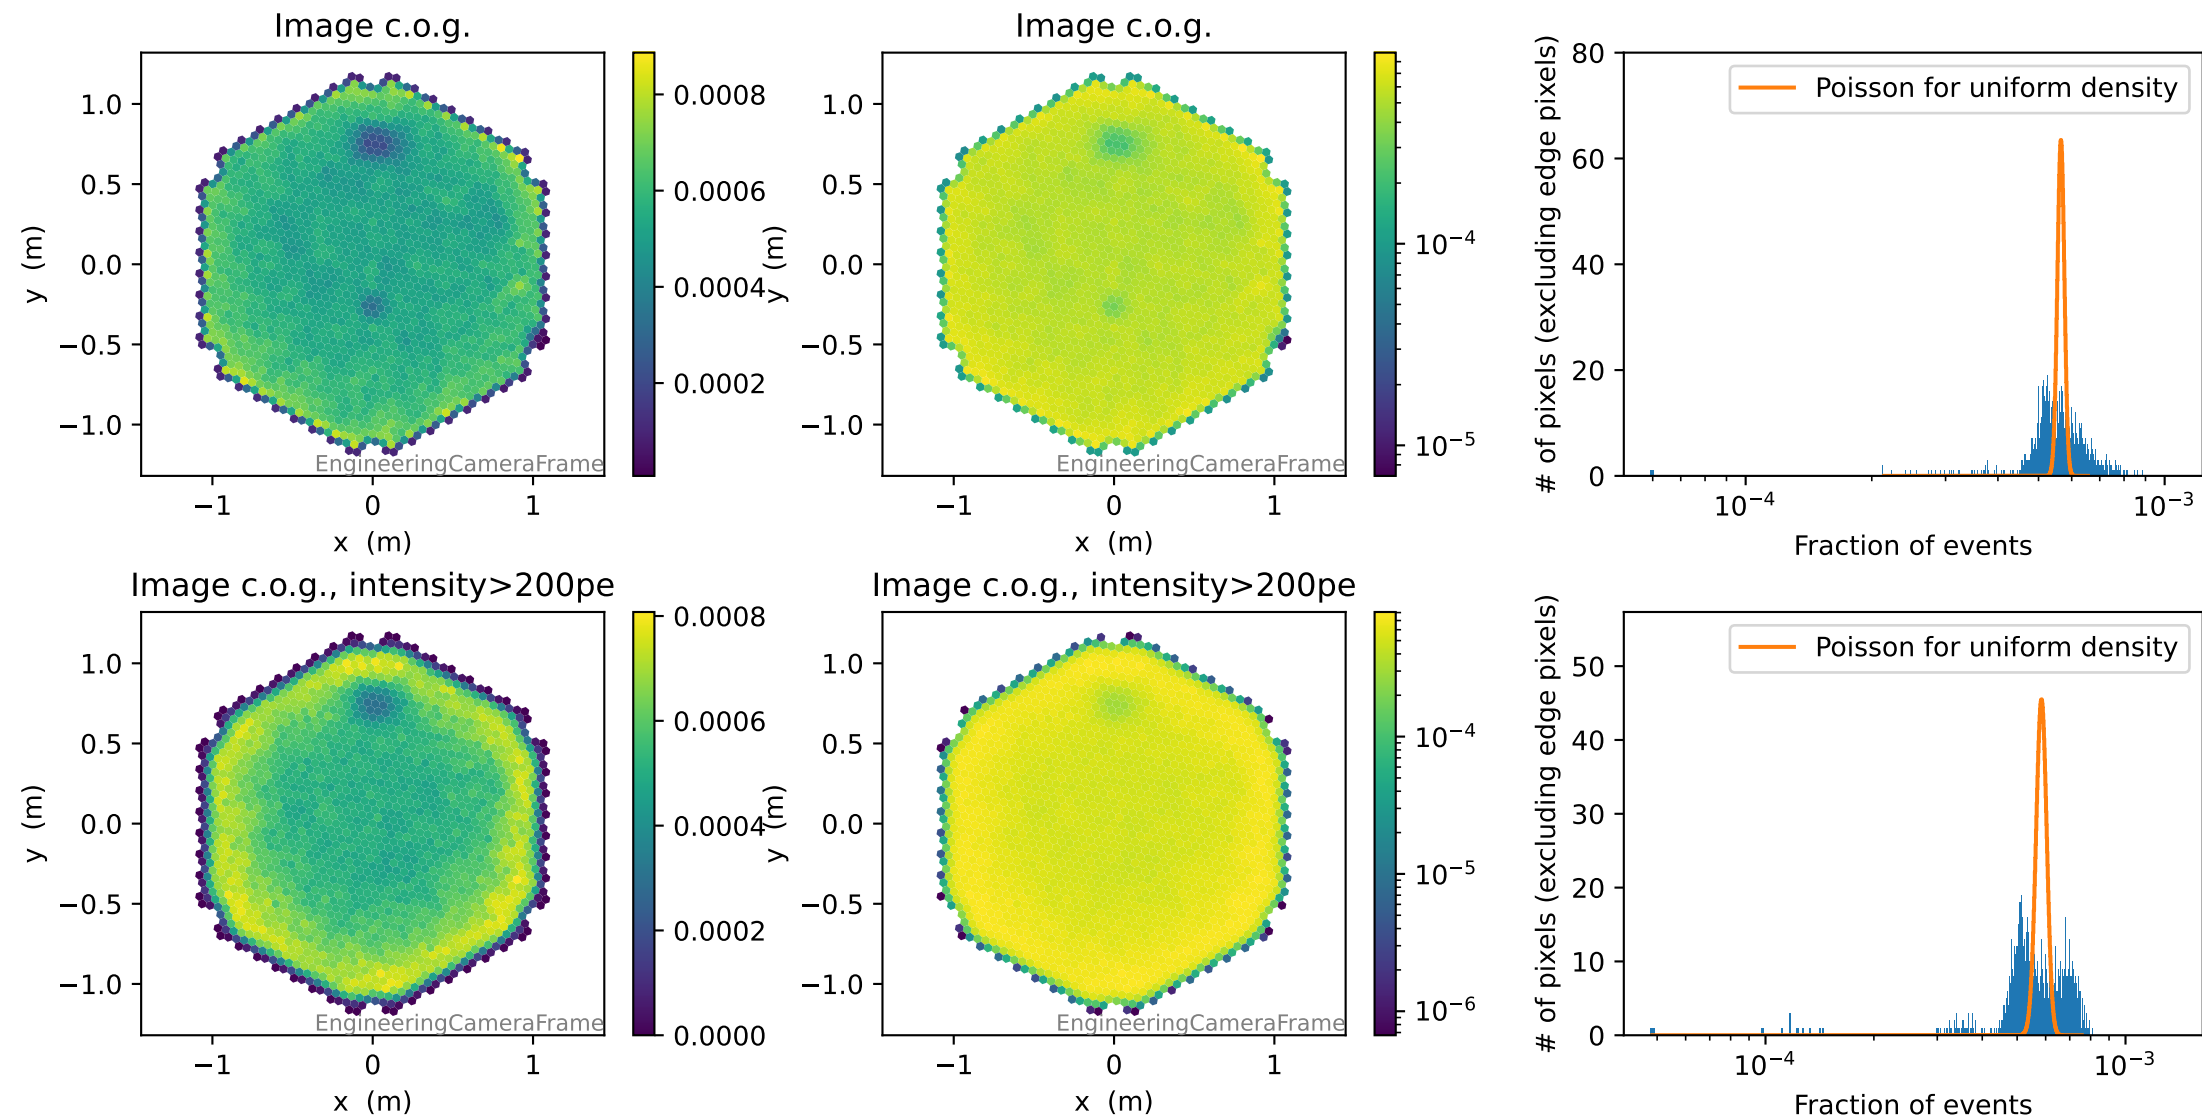 Image c.o.g.
1.0
0.5
0.0
−0.5
−1.0
y (m)
−1
0
1
x (m)
EngineeringCameraFrame
0.0008
0.0006
0.0004
0.0002
Image c.o.g.
1.0
0.5
0.0
−0.5
−1.0
y (m)
−1
0
1
x (m)
EngineeringCameraFrame
10⁻⁴
10⁻⁵
80
60
40
20
0
# of pixels (excluding edge pixels)
Poisson for uniform density
10⁻⁴
10⁻³
Fraction of events
Image c.o.g., intensity>200pe
1.0
0.5
0.0
−0.5
−1.0
y (m)
−1
0
1
x (m)
EngineeringCameraFrame
0.0008
0.0006
0.0004
0.0002
0.0000
Image c.o.g., intensity>200pe
1.0
0.5
0.0
−0.5
−1.0
y (m)
−1
0
1
x (m)
EngineeringCameraFrame
10⁻⁴
10⁻⁵
10⁻⁶
50
40
30
20
10
0
# of pixels (excluding edge pixels)
Poisson for uniform density
10⁻⁴
10⁻³
Fraction of events